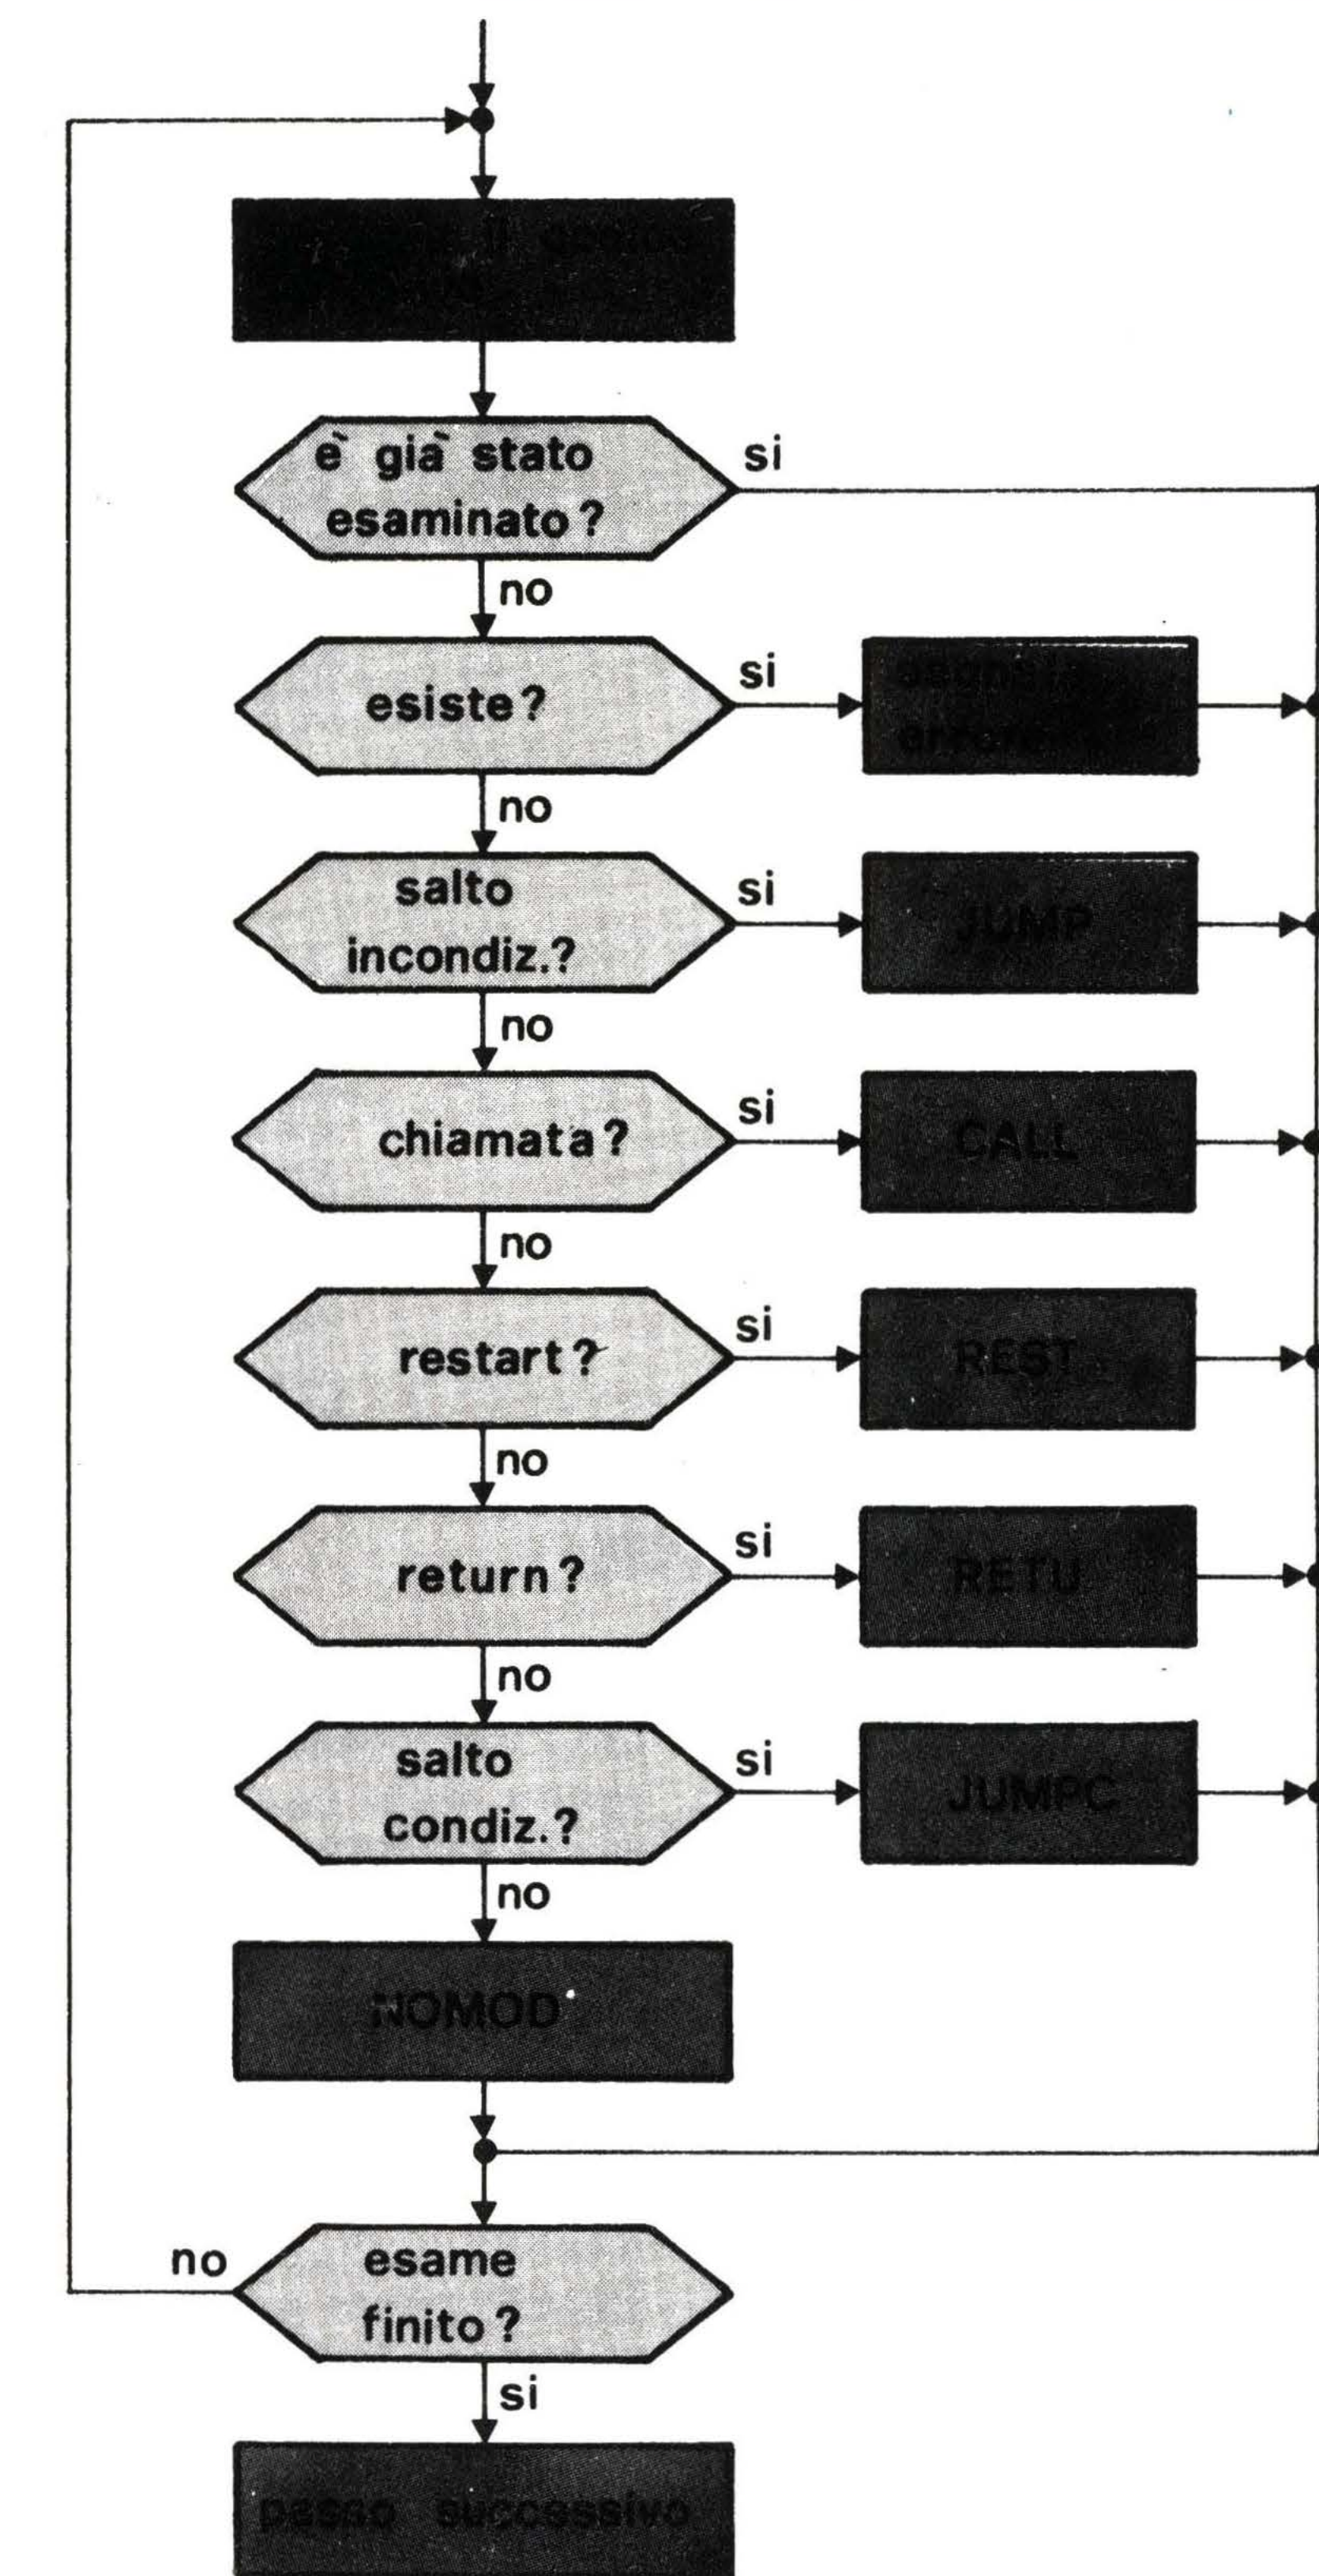 è già stato
esaminato?
si
no
esiste?
si
no
salto
incondiz.?
si
JUMP
no
chiamata?
si
CALL
no
restart?
si
REST
no
return?
si
RETU
no
salto
condiz.?
si
JUMPC
no
NOMOD
esame
finito?
no
si
passo successivo